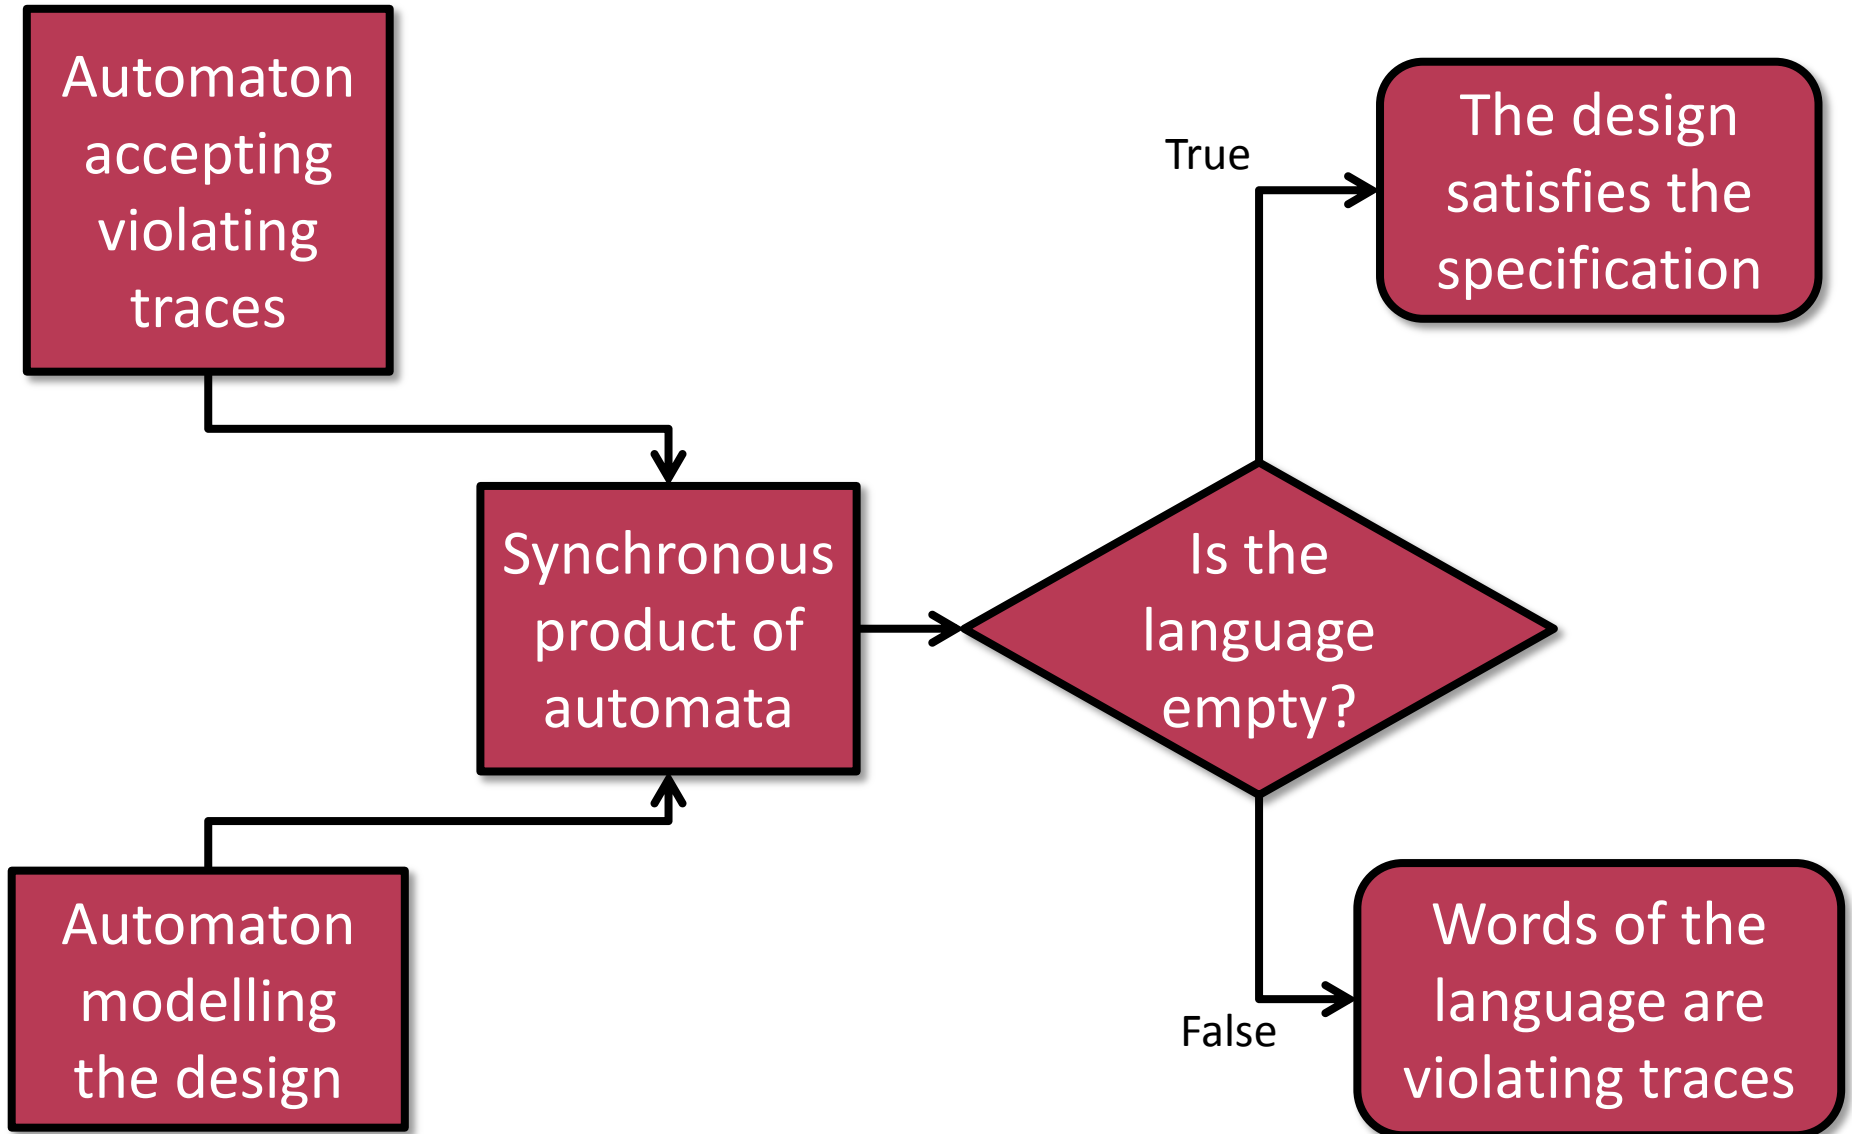 Automaton
accepting
violating
traces
Automaton
modelling
the design
Synchronous
product of
automata
Is the
language
empty?
True
The design
satisfies the
specification
False
Words of the
language are
violating traces